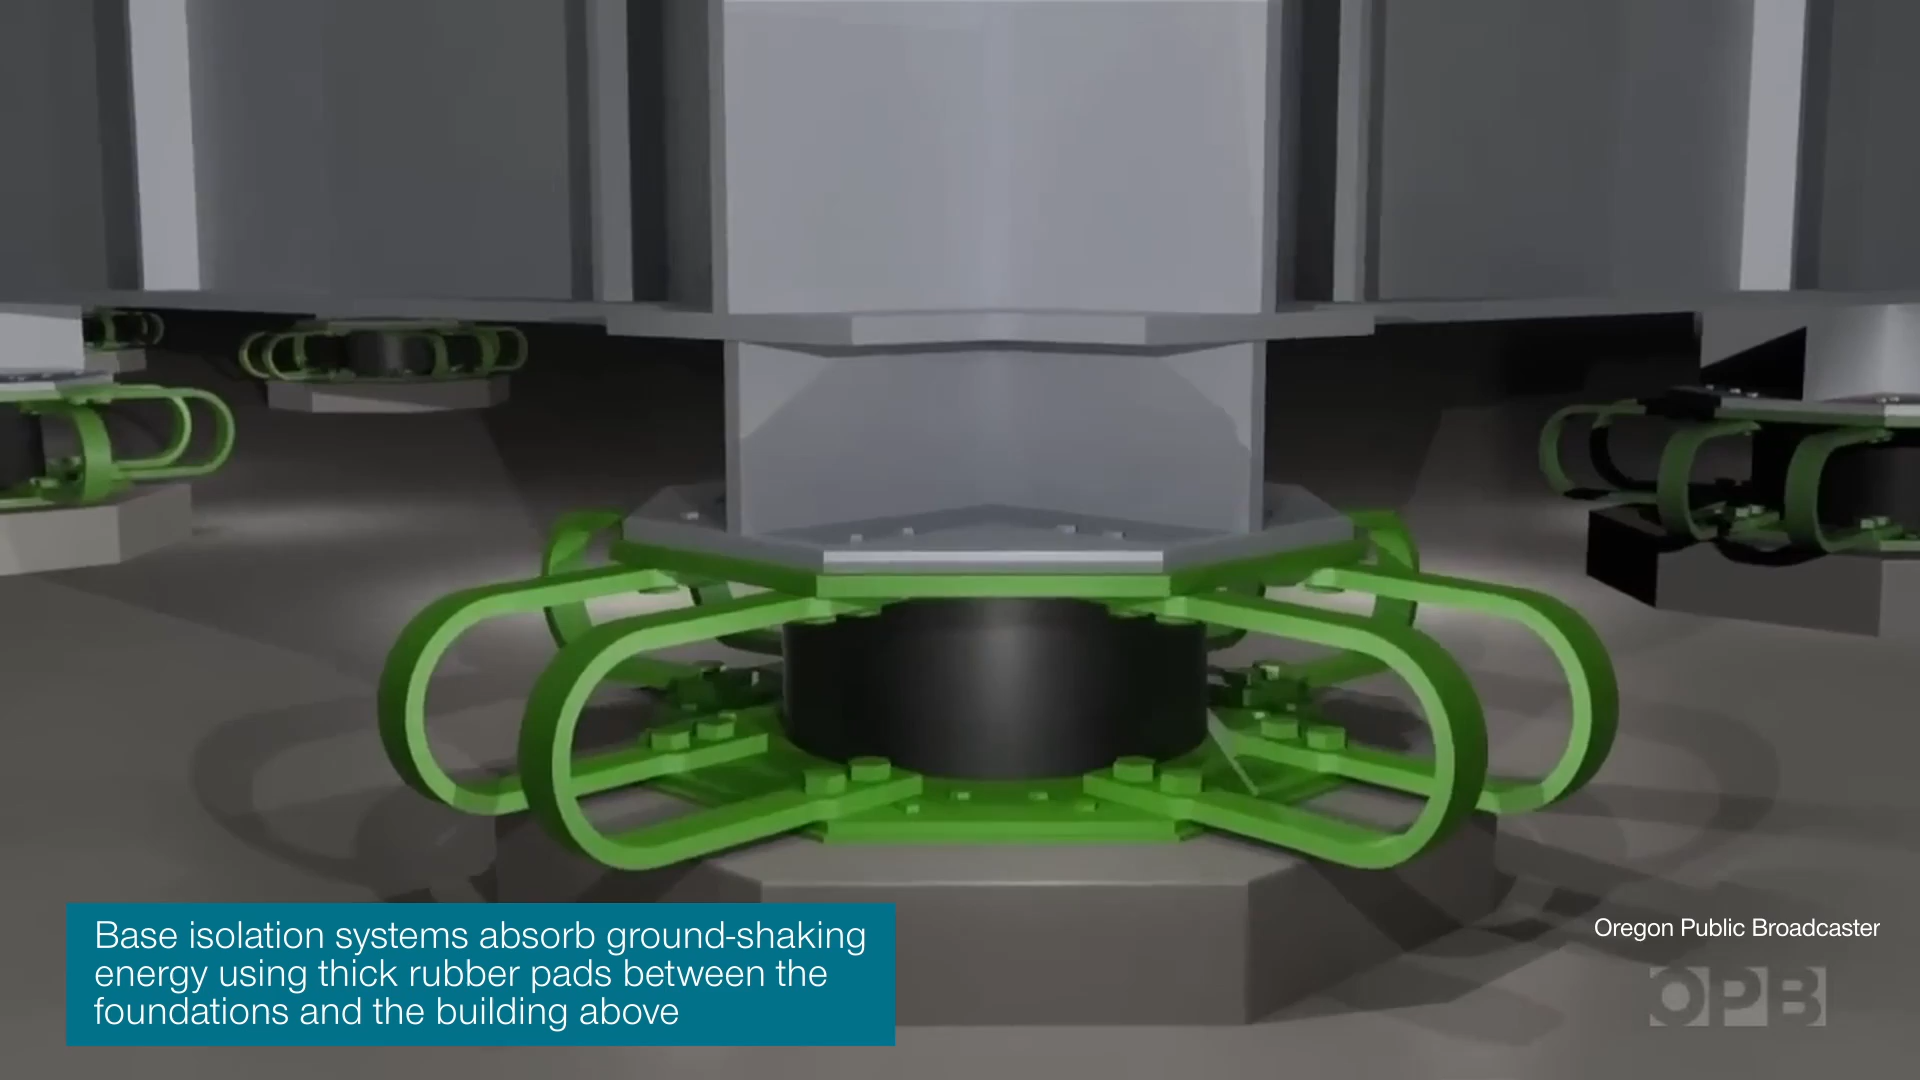 Base isolation systems absorb ground-shaking
energy using thick rubber pads between the
foundations and the building above
Oregon Public Broadcaster
OPB